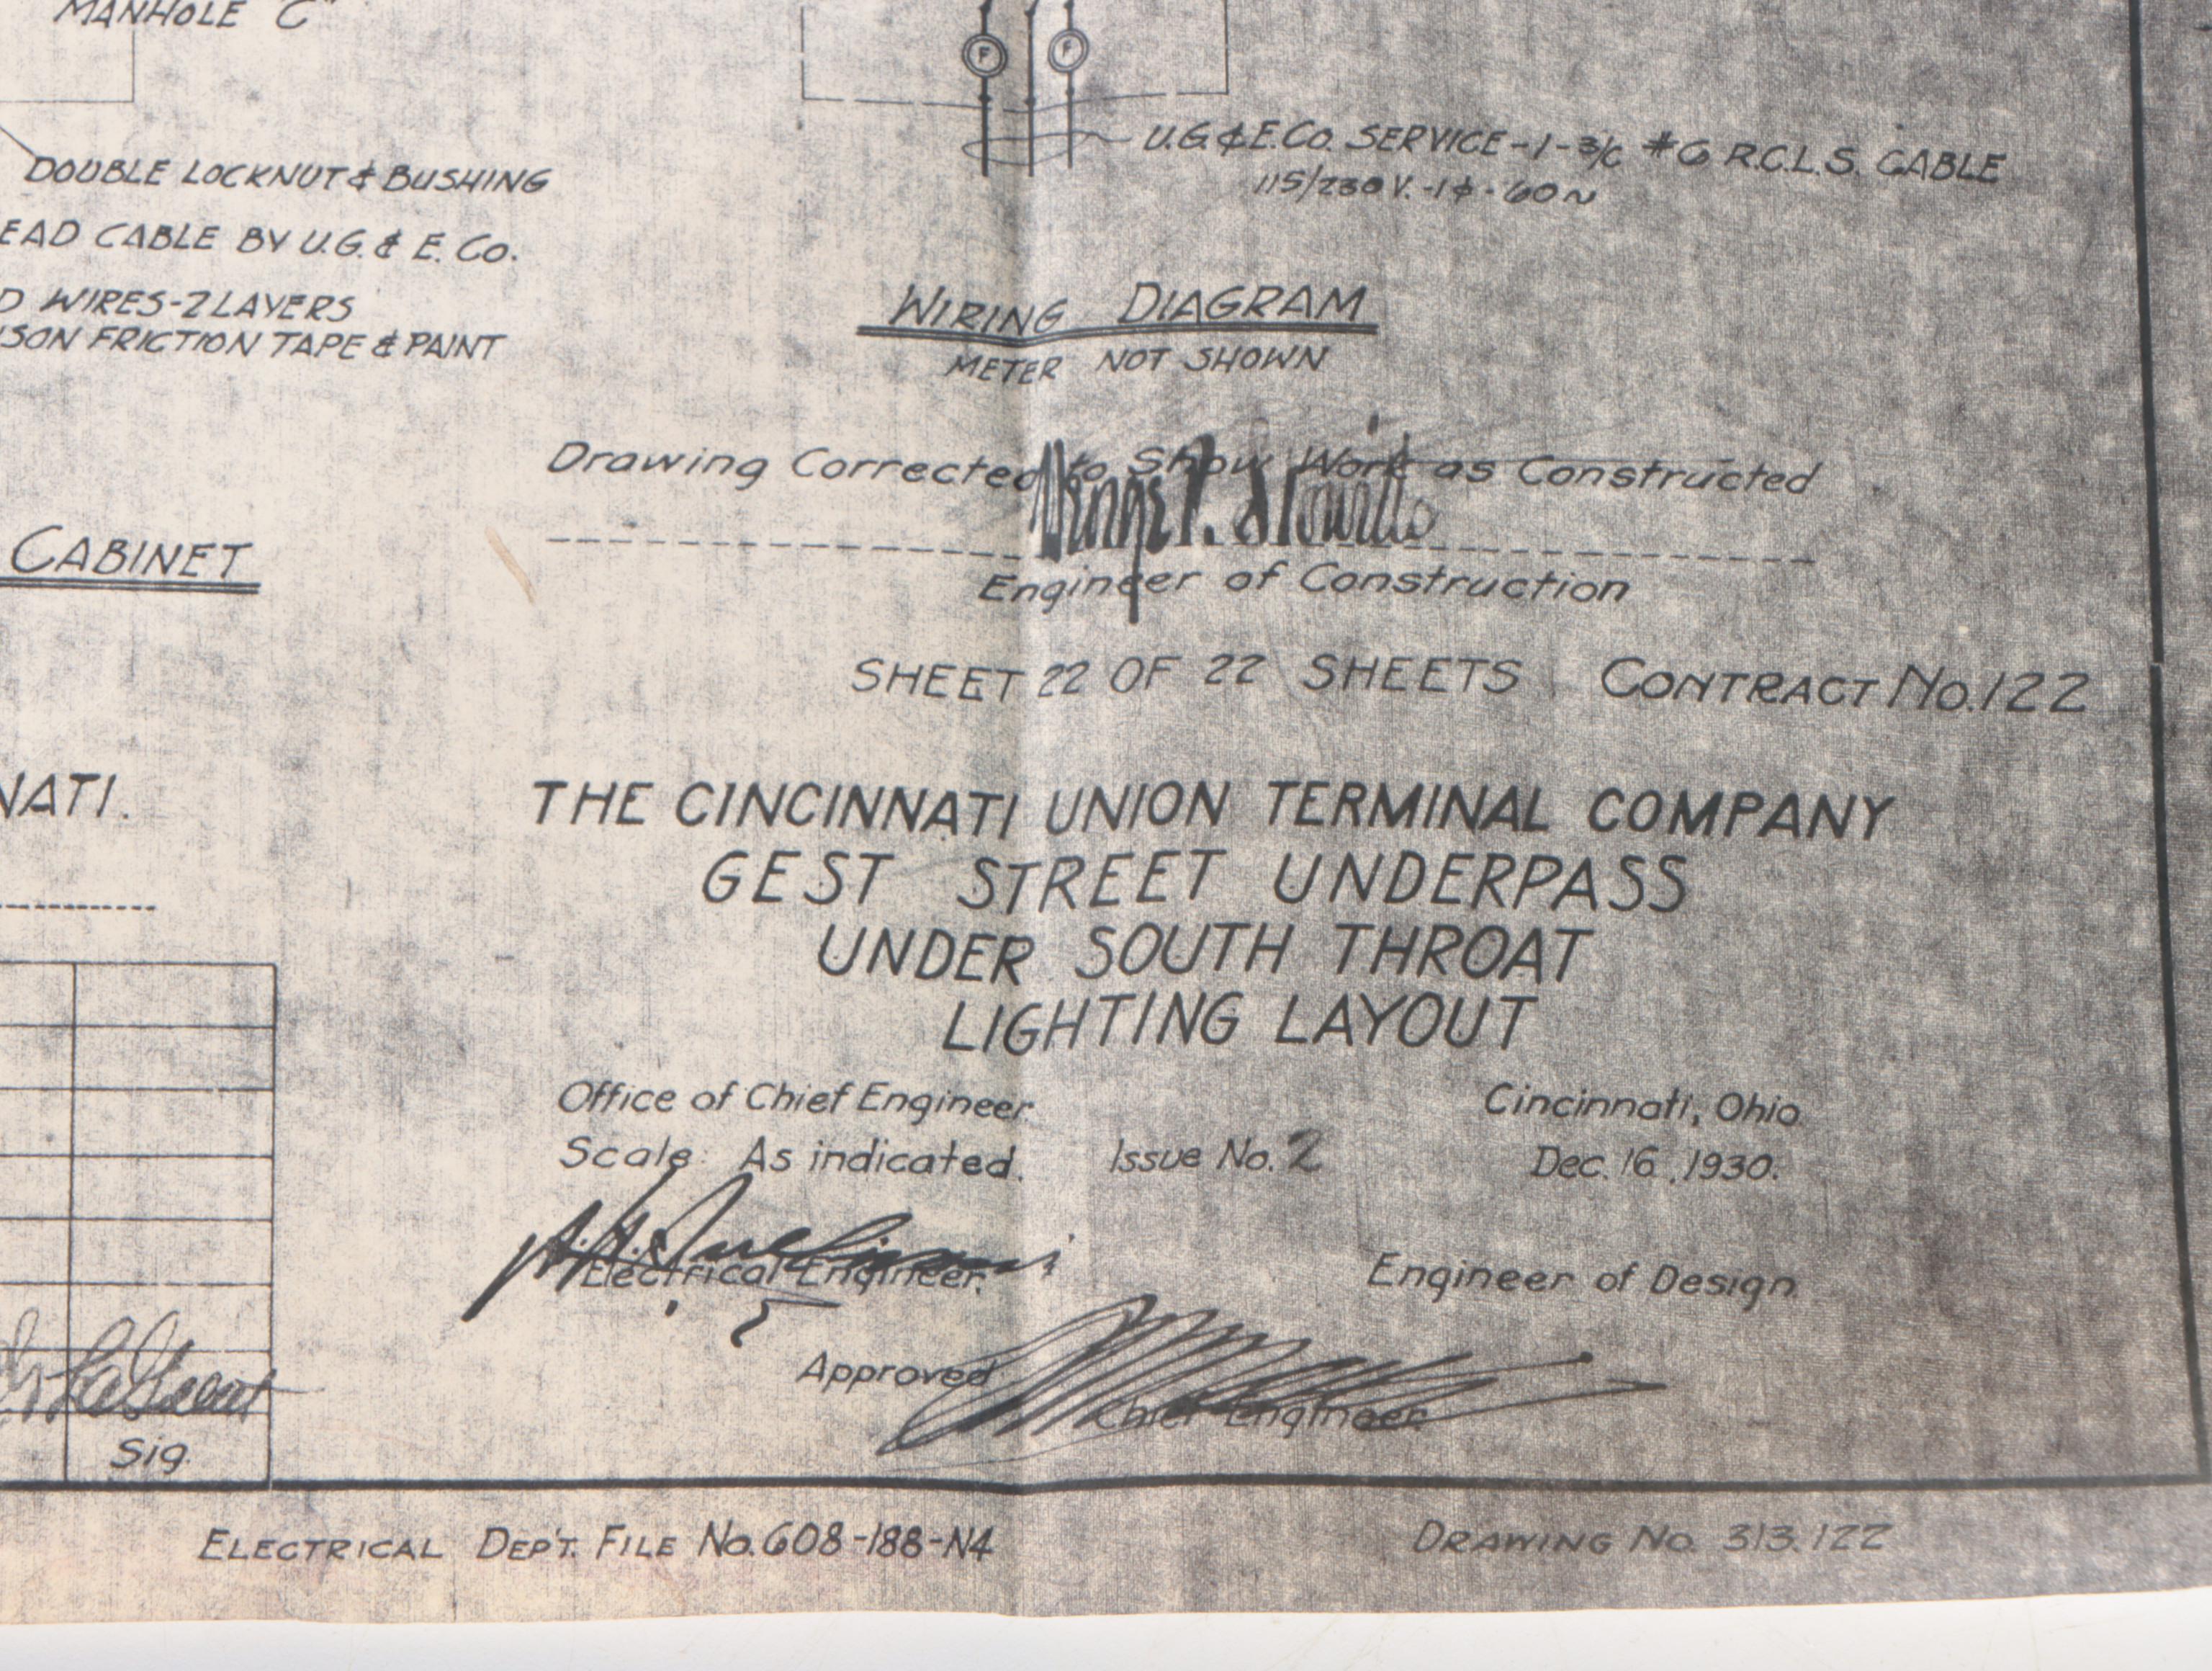 MANHOLE "C"
F F
U.G. & E. CO. SERVICE-1-3/C #6 R.C.L.S. CABLE
115/230 V.-1ϕ-60~
DOUBLE LOCKNUT & BUSHING
EAD CABLE BY U.G. & E. CO.
D WIRES-2 LAYERS
SON FRICTION TAPE & PAINT
WIRING DIAGRAM
METER NOT SHOWN
Drawing Corrected to Show Work as Constructed
Engineer of Construction
CABINET
SHEET 22 OF 22 SHEETS CONTRACT No. 122
NATI.
THE CINCINNATI UNION TERMINAL COMPANY
GEST STREET UNDERPASS
UNDER SOUTH THROAT
LIGHTING LAYOUT
Office of Chief Engineer. Cincinnati, Ohio.
Scale: As indicated. Issue No. 2 Dec. 16, 1930.
Electrical Engineer. Engineer of Design.
Approved
Chief Engineer.
Sig.
ELECTRICAL DEP'T. FILE No. 608-188-N4 DRAWING No. 313.122